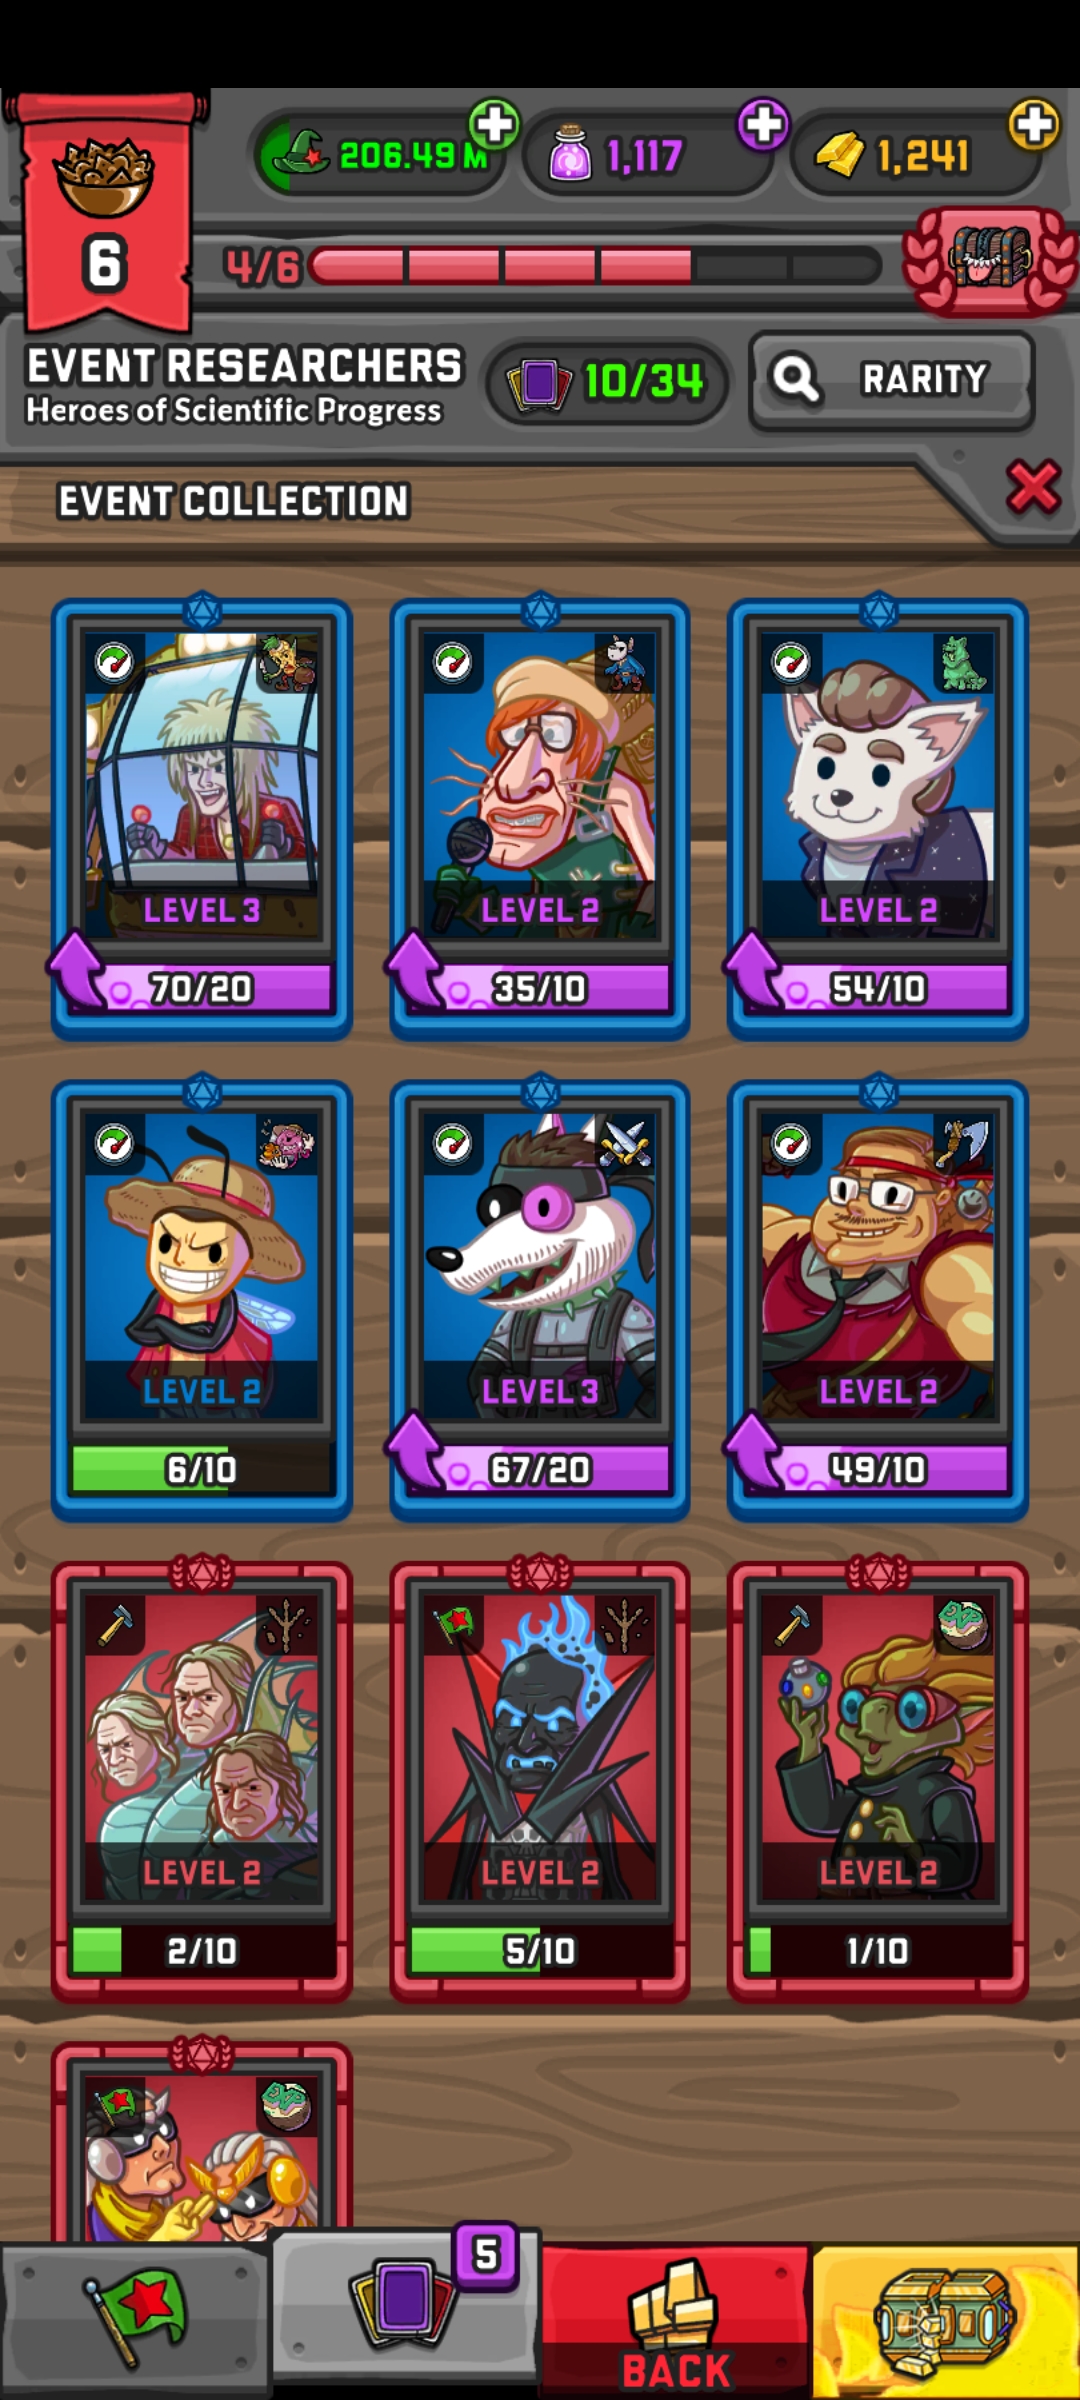 206.49 M
1,117
1,241
6
4/6
EVENT RESEARCHERS
Heroes of Scientific Progress
10/34
RARITY
EVENT COLLECTION
LEVEL 3
LEVEL 2
LEVEL 2
70/20
35/10
54/10
LEVEL 2
LEVEL 3
LEVEL 2
6/10
67/20
49/10
EXP
LEVEL 2
LEVEL 2
LEVEL 2
2/10
5/10
1/10
EXP
5
BACK